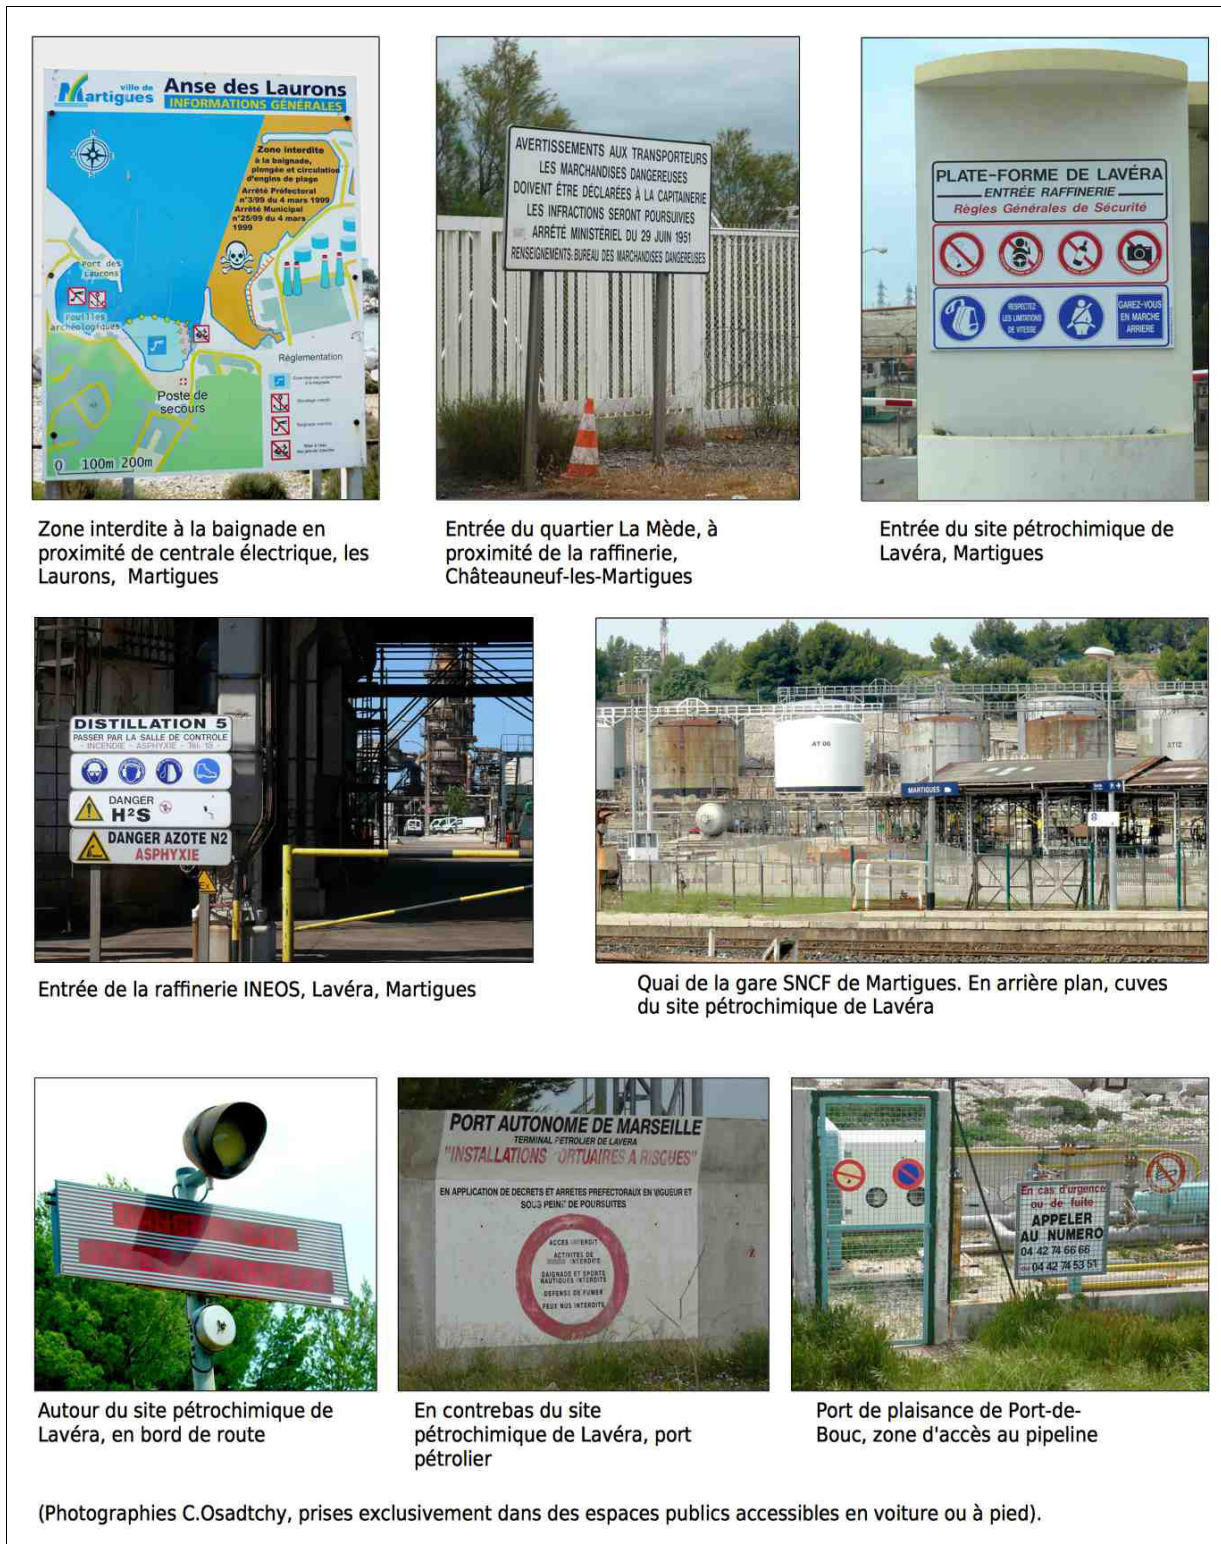 ville de
Martigues
Anse des Laurons
INFORMATIONS GÉNÉRALES
Zone interdite
à la baignade,
plongée et circulation
d'engins de plage
Arrêté Préfectoral
n°3/99 du 4 mars 1999
Arrêté Municipal
n°25/99 du 4 mars
1999
Port des
Laurons
Fouilles
archéologiques
Poste de
secours
Réglementation
0 100m 200m
AVERTISSEMENTS AUX TRANSPORTEURS
LES MARCHANDISES DANGEREUSES
DOIVENT ÊTRE DÉCLARÉES À LA CAPITAINERIE
LES INFRACTIONS SERONT POURSUIVIES
ARRÊTÉ MINISTÉRIEL DU 29 JUIN 1951
RENSEIGNEMENTS: BUREAU DES MARCHANDISES DANGEREUSES
PLATE-FORME DE LAVÉRA
ENTRÉE RAFFINERIE
Règles Générales de Sécurité
RESPECTEZ
LES LIMITATIONS
DE VITESSE
GAREZ-VOUS
EN MARCHE
ARRIERE
Zone interdite à la baignade en
proximité de centrale électrique, les
Laurons, Martigues
Entrée du quartier La Mède, à
proximité de la raffinerie,
Châteauneuf-les-Martigues
Entrée du site pétrochimique de
Lavéra, Martigues
DISTILLATION 5
PASSER PAR LA SALLE DE CONTROLE
- INCENDIE - ASPHYXIE -
DANGER
H²S
DANGER AZOTE N2
ASPHYXIE
AT 06
AT12
MARTIGUES
Entrée de la raffinerie INEOS, Lavéra, Martigues
Quai de la gare SNCF de Martigues. En arrière plan, cuves
du site pétrochimique de Lavéra
PORT AUTONOME DE MARSEILLE
TERMINAL PETROLIER DE LAVERA
"INSTALLATIONS ORTUAIRES A RISQUES"
EN APPLICATION DE DECRETS ET ARRÊTES PREFECTORAUX EN VIGUEUR ET
SOUS PEINE DE POURSUITES
ACCES INTERDIT
ACTIVITES DE
INTERDITE
BAIGNADE ET SPORTS
NAUTIQUES INTERDITS
DEFENSE DE FUMER
FEUX NUS INTERDITS
En cas d'urgence
ou de fuite
APPELER
AU NUMERO
04 42 74 66 66
ou 04 42 74 53 51
Autour du site pétrochimique de
Lavéra, en bord de route
En contrebas du site
pétrochimique de Lavéra, port
pétrolier
Port de plaisance de Port-de-
Bouc, zone d'accès au pipeline
(Photographies C.Osadtchy, prises exclusivement dans des espaces publics accessibles en voiture ou à pied).